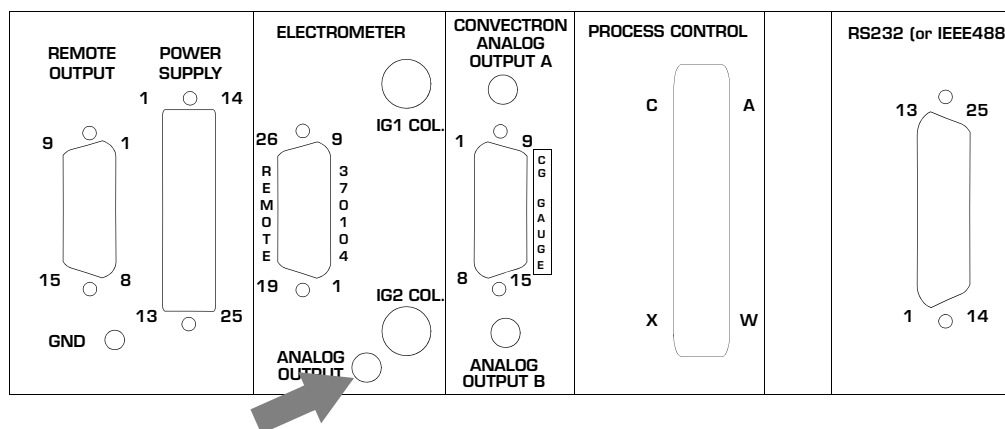 REMOTE
OUTPUT
9 1
15 8
GND
POWER
SUPPLY
1 14
13 25
ELECTROMETER
IG1 COL.
26 9
REMOTE
370104
19 1
IG2 COL.
ANALOG
OUTPUT
CONVECTRON
ANALOG
OUTPUT A
1 9
CG GAUGE
8 15
ANALOG
OUTPUT B
PROCESS CONTROL
C A
X W
RS232 (or IEEE488
13 25
1 14